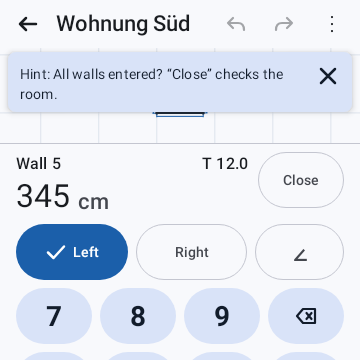 Wohnung Süd
Hint: All walls entered? “Close” checks the
room.
Wall 5
T 12.0
345 cm
Close
Left
Right
7
8
9